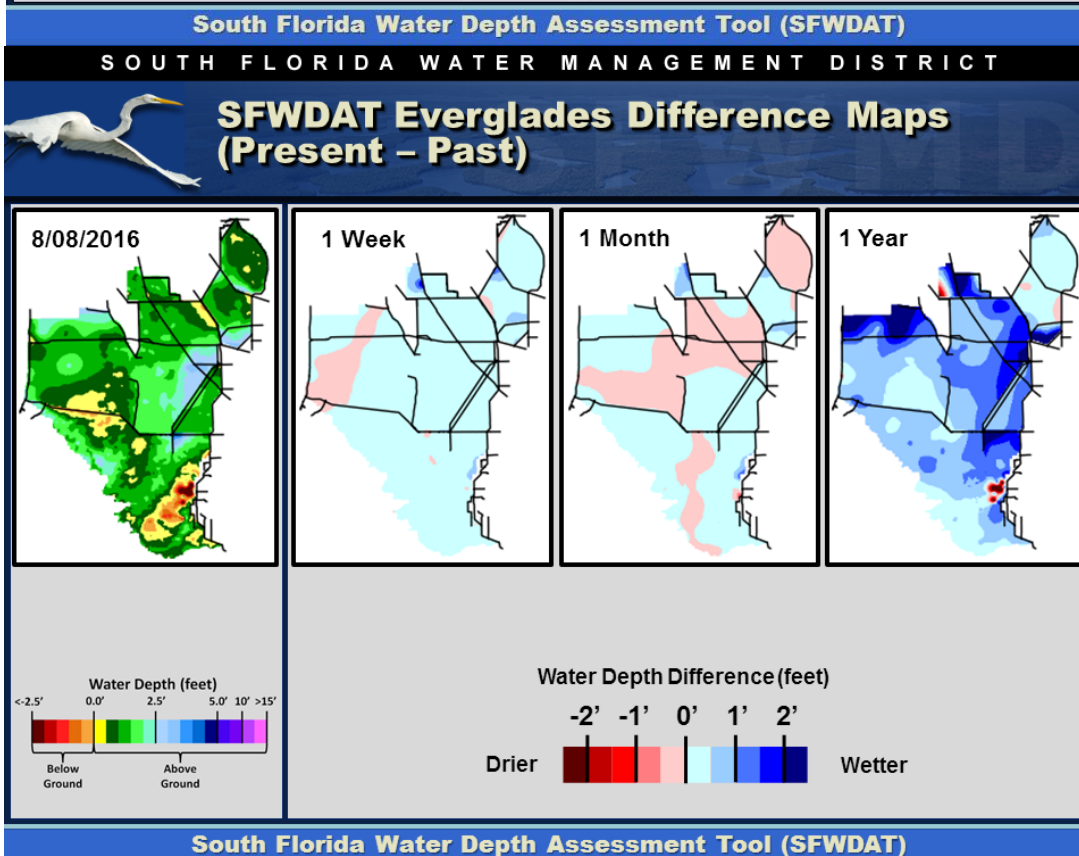 South Florida Water Depth Assessment Tool (SFWDAT)
SOUTH FLORIDA WATER MANAGEMENT DISTRICT
SFWDAT Everglades Difference Maps
(Present – Past)
SFWMD
8/08/2016
1 Week
1 Month
1 Year
Water Depth (feet)
<-2.5' 0.0' 2.5' 5.0' 10' >15'
Below
Ground
Above
Ground
Water Depth Difference (feet)
-2' -1' 0' 1' 2'
Drier
Wetter
South Florida Water Depth Assessment Tool (SFWDAT)